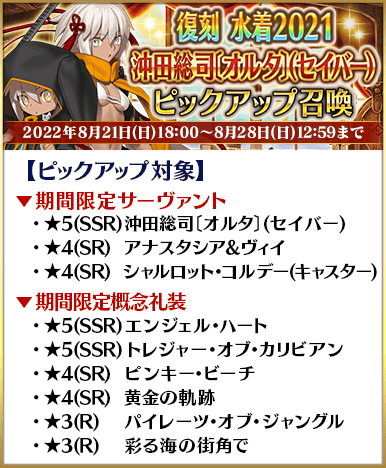 復刻 水着2021
沖田総司〔オルタ〕(セイバー)
ピックアップ召喚
2022年8月21日(日)18:00～8月28日(日)12:59まで
【ピックアップ対象】
▼期間限定サーヴァント
・★5(SSR)沖田総司〔オルタ〕(セイバー)
・★4(SR) アナスタシア&ヴィイ
・★4(SR) シャルロット・コルデー(キャスター)
▼期間限定概念礼装
・★5(SSR)エンジェル・ハート
・★5(SSR)トレジャー・オブ・カリビアン
・★4(SR) ピンキー・ビーチ
・★4(SR) 黄金の軌跡
・★3(R) パイレーツ・オブ・ジャングル
・★3(R) 彩る海の街角で